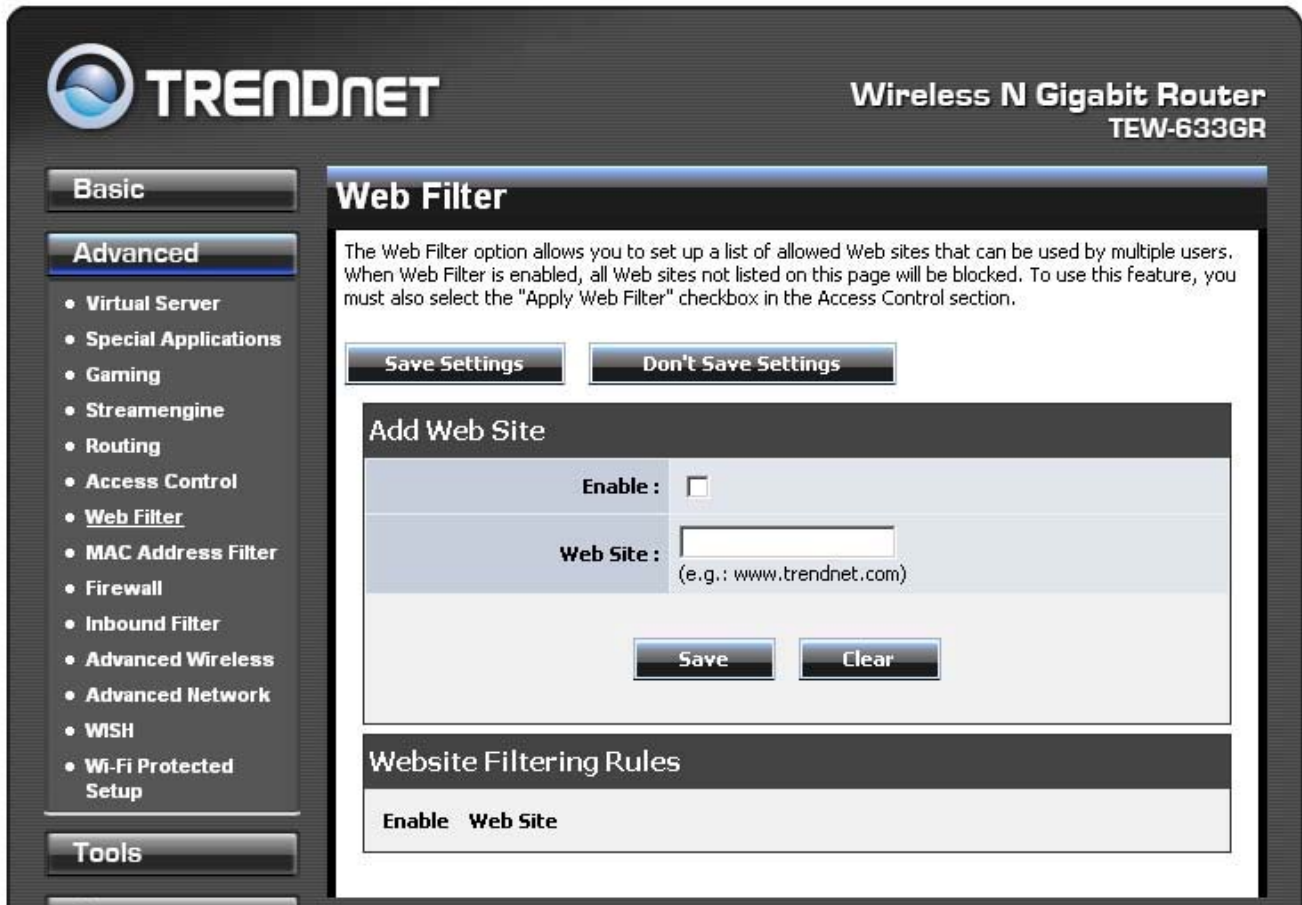 TRENDNET
Wireless N Gigabit Router
TEW-633GR
Basic
Advanced
• Virtual Server
• Special Applications
• Gaming
• Streamengine
• Routing
• Access Control
• Web Filter
• MAC Address Filter
• Firewall
• Inbound Filter
• Advanced Wireless
• Advanced Network
• WISH
• Wi-Fi Protected
Setup
Tools
Web Filter
The Web Filter option allows you to set up a list of allowed Web sites that can be used by multiple users.
When Web Filter is enabled, all Web sites not listed on this page will be blocked. To use this feature, you
must also select the "Apply Web Filter" checkbox in the Access Control section.
Save Settings Don't Save Settings
Add Web Site
Enable :
Web Site :
(e.g.: www.trendnet.com)
Save Clear
Website Filtering Rules
Enable Web Site